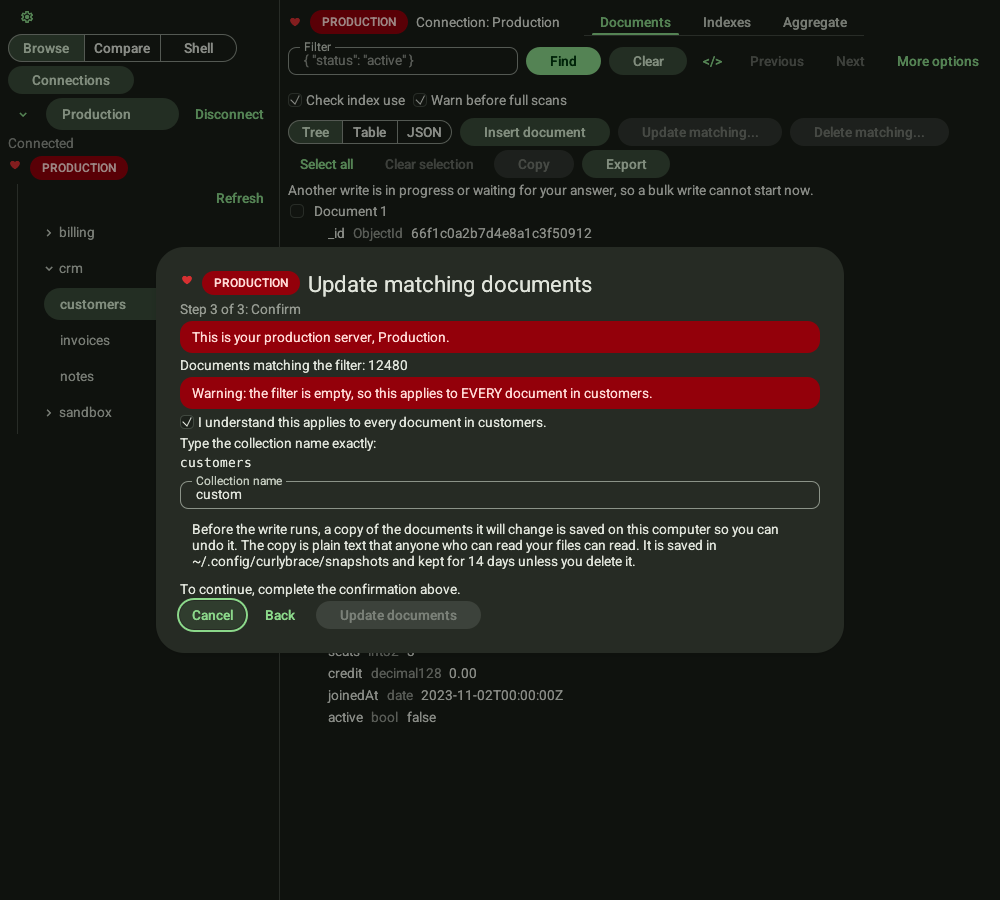 PRODUCTION Connection: Production Documents Indexes Aggregate
Browse Compare Shell
Filter
{ "status": "active" } Find Clear </> Previous Next More options
Connections
Check index use Warn before full scans
Production Disconnect
Tree Table JSON Insert document Update matching... Delete matching...
Connected
PRODUCTION
Select all Clear selection Copy Export
Another write is in progress or waiting for your answer, so a bulk write cannot start now.
Refresh
Document 1
billing
_id ObjectId 66f1c0a2b7d4e8a1c3f50912
crm
customers
invoices
notes
sandbox
PRODUCTION Update matching documents
Step 3 of 3: Confirm
This is your production server, Production.
Documents matching the filter: 12480
Warning: the filter is empty, so this applies to EVERY document in customers.
I understand this applies to every document in customers.
Type the collection name exactly:
customers
Collection name
custom
Before the write runs, a copy of the documents it will change is saved on this computer so you can
undo it. The copy is plain text that anyone who can read your files can read. It is saved in
~/.config/curlybrace/snapshots and kept for 14 days unless you delete it.
To continue, complete the confirmation above.
Cancel Back Update documents
credit decimal128 0.00
joinedAt date 2023-11-02T00:00:00Z
active bool false